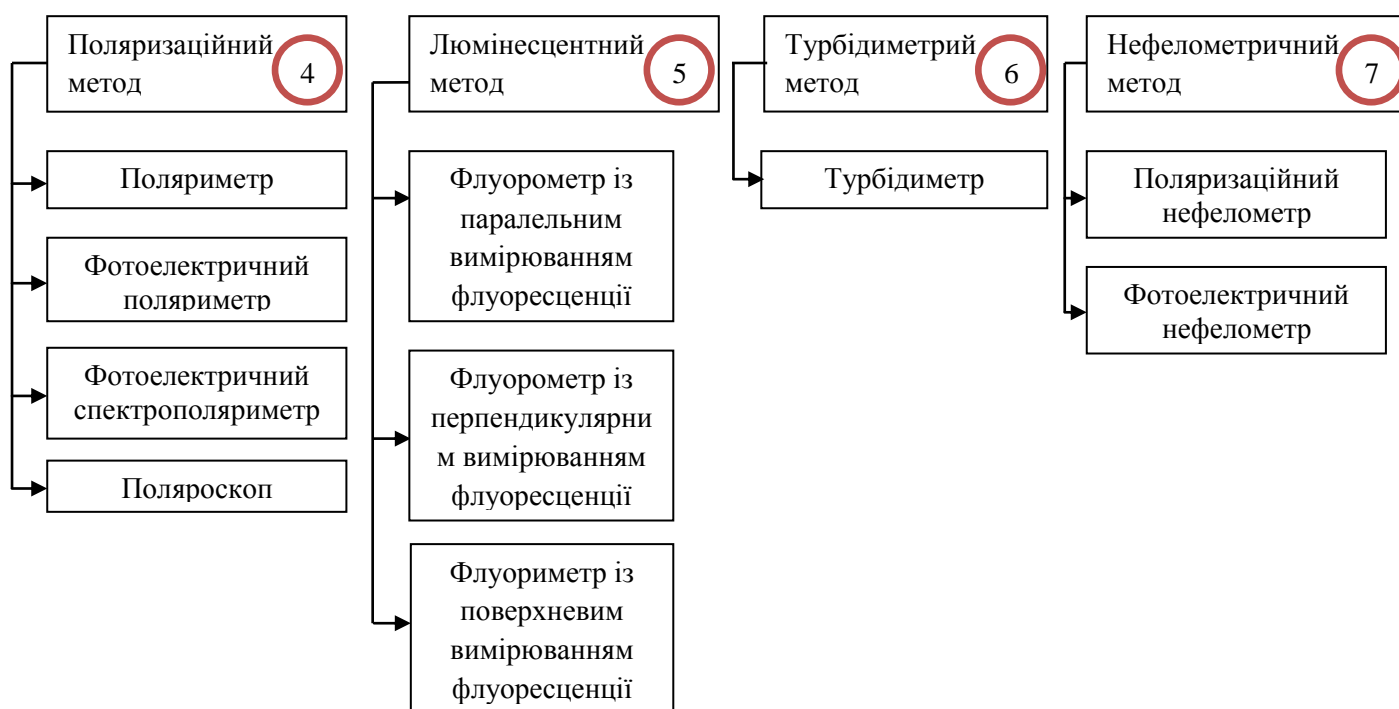 Поляризаційний
метод
4
Поляриметр
Фотоелектричний
поляриметр
Фотоелектричний
спектрополяриметр
Поляроскоп
Люмінесцентний
метод
5
Флуорометр із
паралельним
вимірюванням
флуоресценції
Флуорометр із
перпендикулярни
м вимірюванням
флуоресценції
Флуориметр із
поверхневим
вимірюванням
флуоресценції
Турбідиметрий
метод
6
Турбідиметр
Нефелометричний
метод
7
Поляризаційний
нефелометр
Фотоелектричний
нефелометр